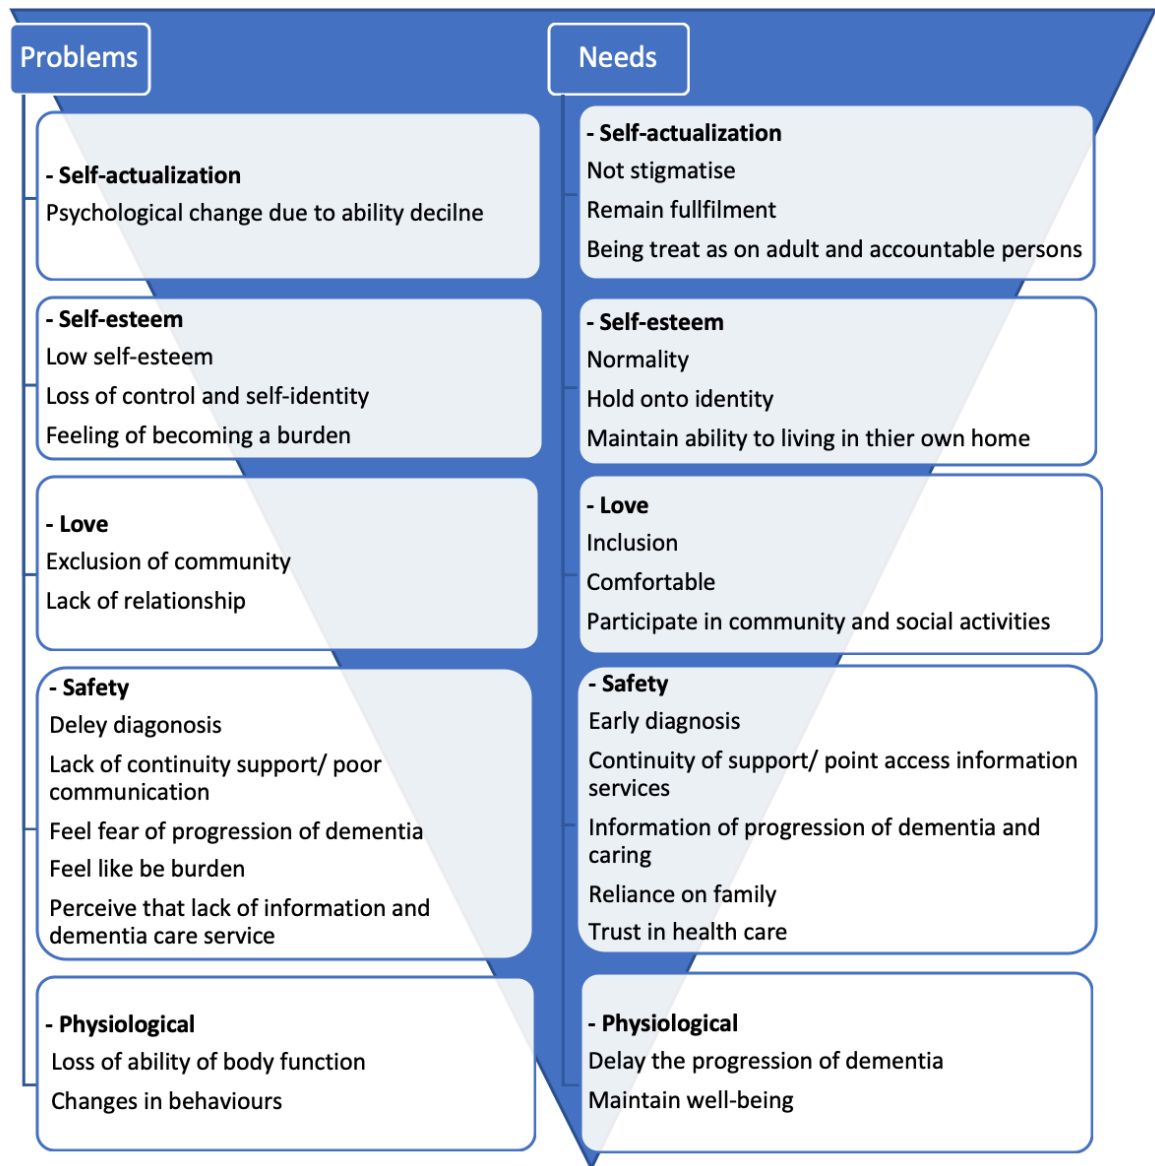 Problems
- Self-actualization
Psychological change due to ability decilne
- Self-esteem
Low self-esteem
Loss of control and self-identity
Feeling of becoming a burden
- Love
Exclusion of community
Lack of relationship
- Safety
Deley diagonosis
Lack of continuity support/ poor
communication
Feel fear of progression of dementia
Feel like be burden
Perceive that lack of information and
dementia care service
- Physiological
Loss of ability of body function
Changes in behaviours
Needs
- Self-actualization
Not stigmatise
Remain fullfilment
Being treat as on adult and accountable persons
- Self-esteem
Normality
Hold onto identity
Maintain ability to living in thier own home
- Love
Inclusion
Comfortable
Participate in community and social activities
- Safety
Early diagnosis
Continuity of support/ point access information
services
Information of progression of dementia and
caring
Reliance on family
Trust in health care
- Physiological
Delay the progression of dementia
Maintain well-being